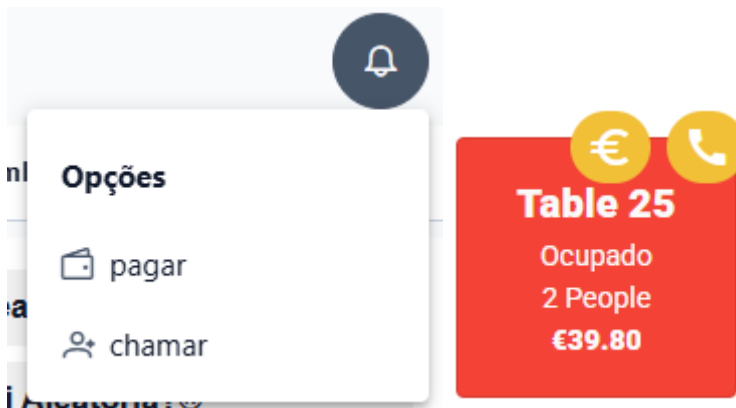 Opções
pagar
chamar
Table 25
Ocupado
2 People
€39.80